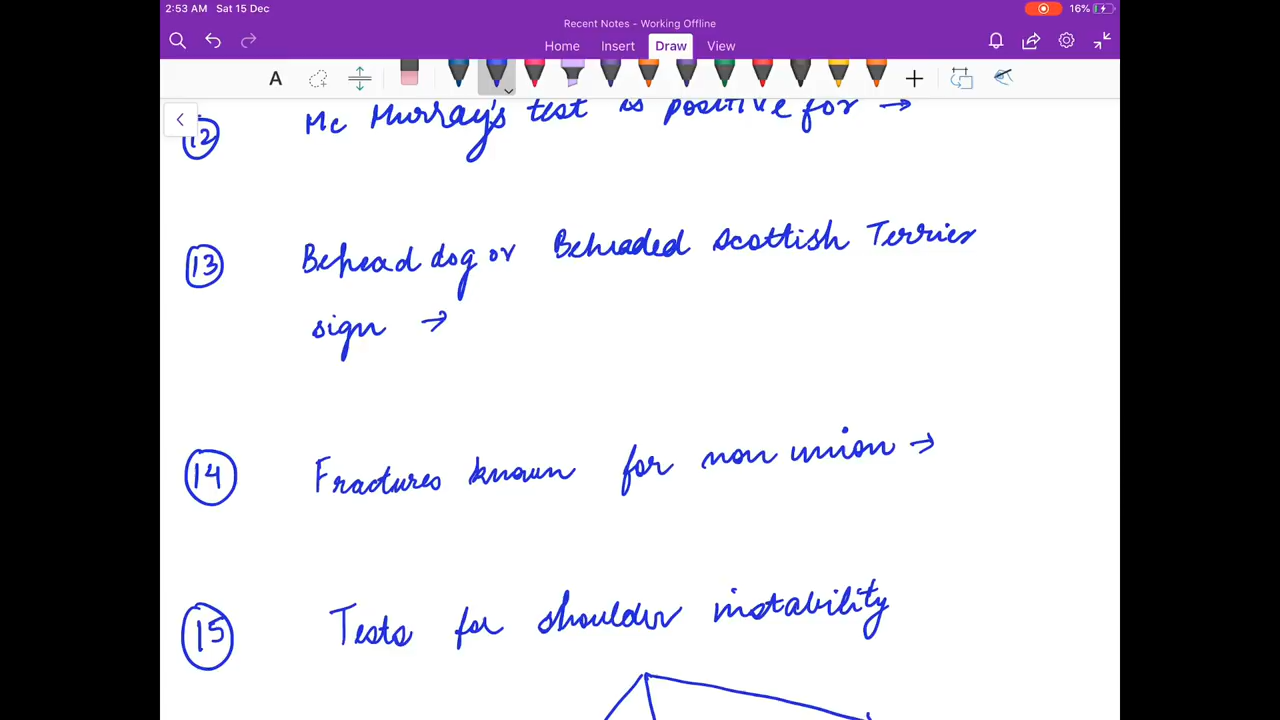 2:53 AM Sat 15 Dec
16%
Recent Notes - Working Offline
Home Insert Draw View
A
12 Mc Murray's test is positive for →
13 Behead dog or Beheaded Scottish Terrier
sign →
14 Fractures known for non union →
15 Tests for shoulder instability